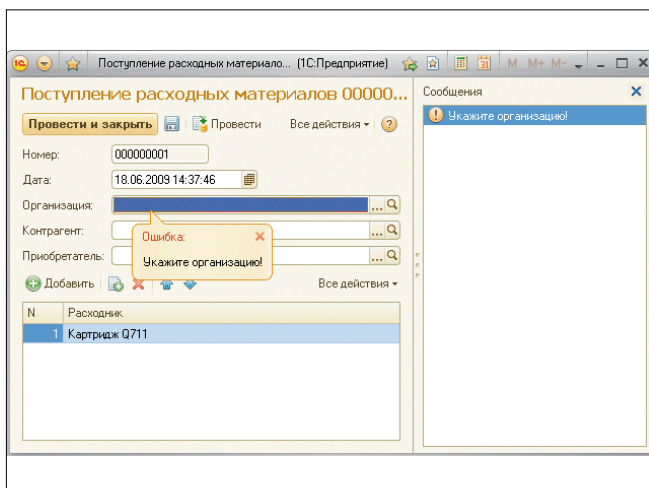 Поступление расходных материало... (1С:Предприятие) M M+ M-
Поступление расходных материалов 00000...
Провести и закрыть Провести Все действия
Номер: 000000001
Дата: 18.06.2009 14:37:46
Организация: ...
Контрагент: ...
Приобретатель: ...
Ошибка:
Укажите организацию!
Добавить Все действия
N Расходник
1 Картридж Q711
Сообщения
Укажите организацию!